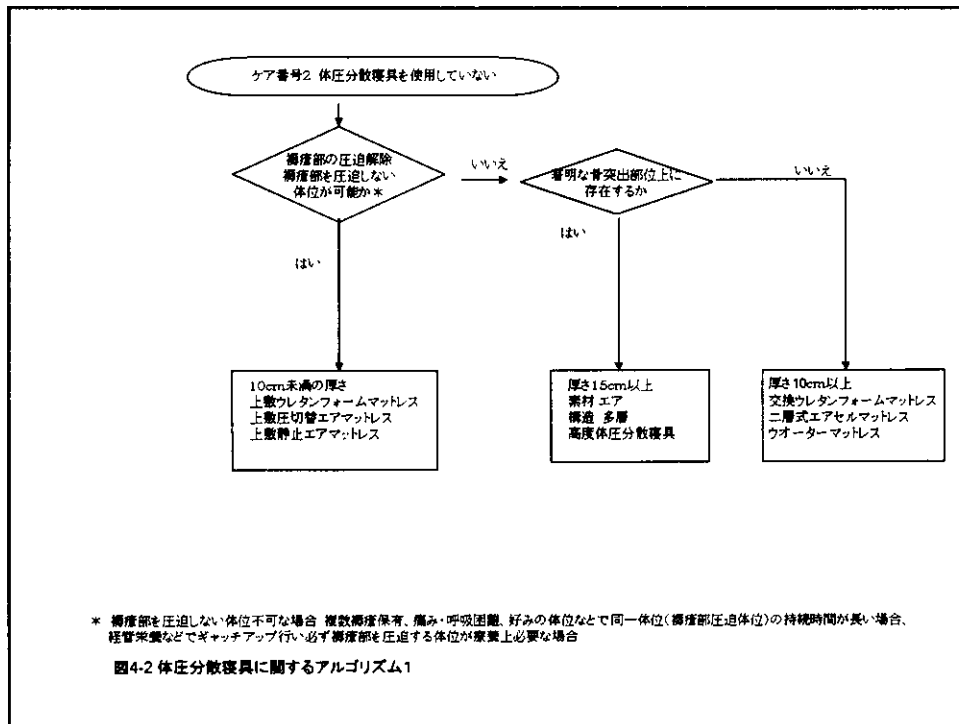 ケア番号2 体圧分散寝具を使用していない
褥瘡部の圧迫解除
褥瘡部を圧迫しない
体位が可能か*
いいえ
著明な骨突出部位上に
存在するか
いいえ
はい
はい
10cm未満の厚さ
上敷ウレタンフォームマットレス
上敷圧切替エアマットレス
上敷静止エアマットレス
厚さ15cm以上
素材 エア
構造 多層
高度体圧分散寝具
厚さ10cm以上
交換ウレタンフォームマットレス
二層式エアセルマットレス
ウオーターマットレス
* 褥瘡部を圧迫しない体位不可な場合 複数褥瘡保有、痛み・呼吸困難、好みの体位などで同一体位(褥瘡部圧迫体位)の持続時間が長い場合、
経管栄養などでギャッチアップ行い必ず褥瘡部を圧迫する体位が療養上必要な場合
図4-2 体圧分散寝具に関するアルゴリズム1